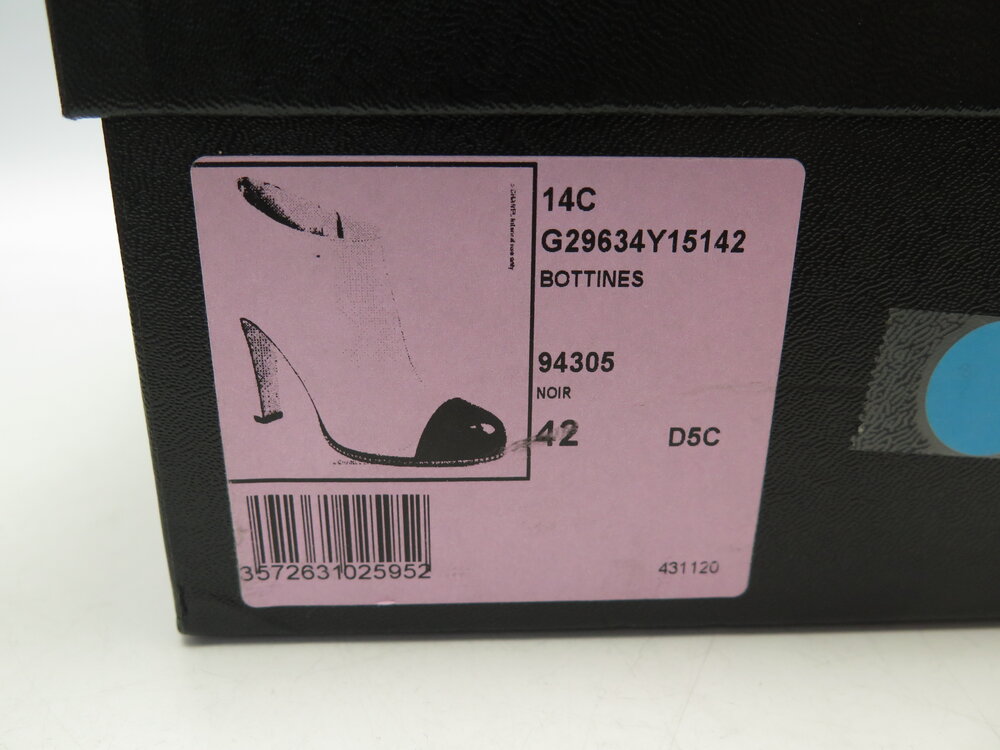 14C
G29634Y15142
BOTTINES
94305
NOIR
42 D5C
3572631025952
431120